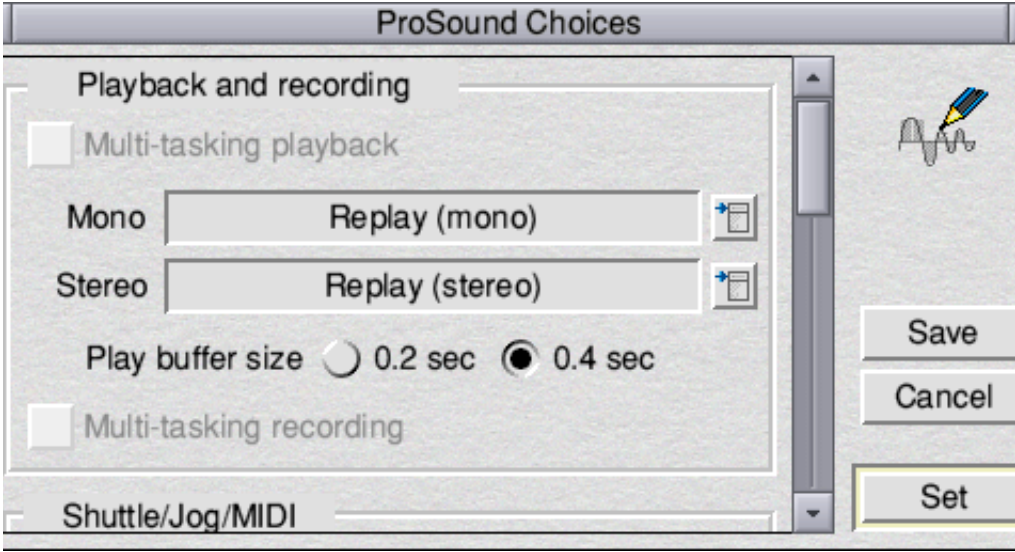 ProSound Choices
Playback and recording
Multi-tasking playback
Mono Replay (mono)
Stereo Replay (stereo)
Play buffer size 0.2 sec 0.4 sec
Multi-tasking recording
Shuttle/Jog/MIDI
Save
Cancel
Set